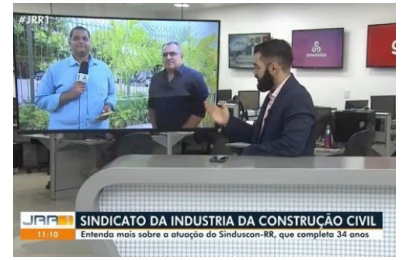 #JRR1
JRR1
SINDICATO DA INDUSTRIA DA CONSTRUÇÃO CIVIL
11:10
Entenda mais sobre a atuação do Sinduscon-RR, que completa 34 anos